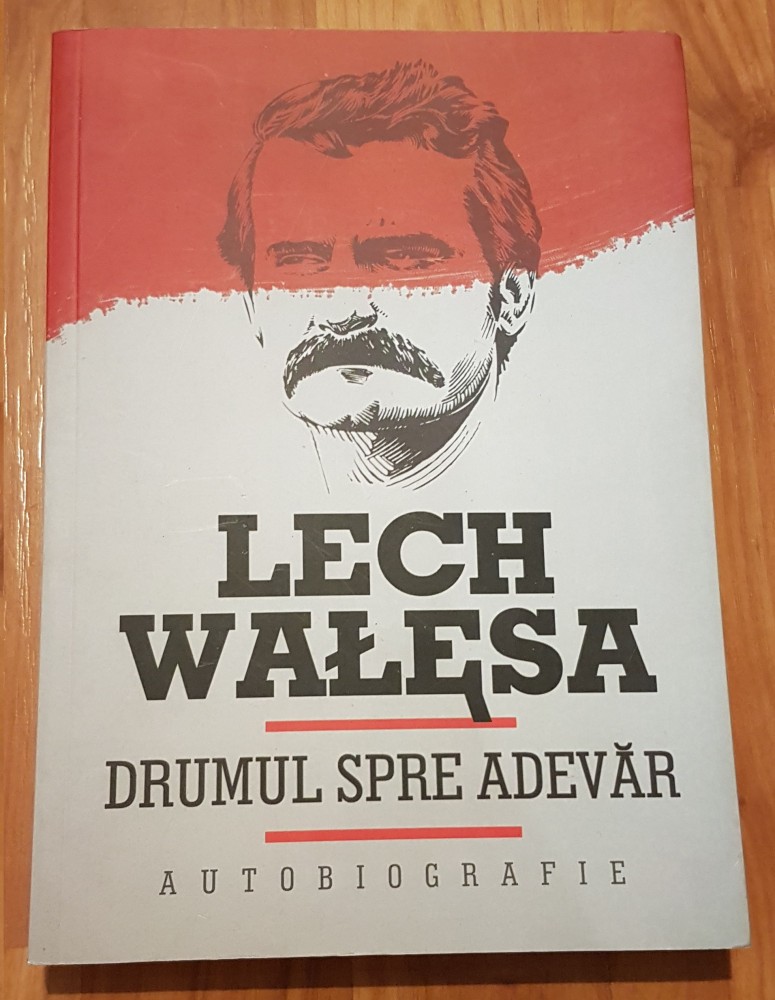 LECH
WAŁĘSA
DRUMUL SPRE ADEVĂR
AUTOBIOGRAFIE